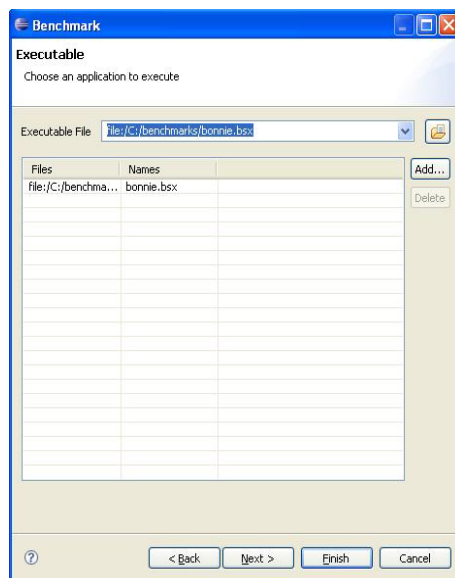 Benchmark
Executable
Choose an application to execute
Executable File file:/C:/benchmarks/bonnie.bsx
Add...
Files Names
file:/C:/benchma... bonnie.bsx
Delete
? < Back Next > Finish Cancel